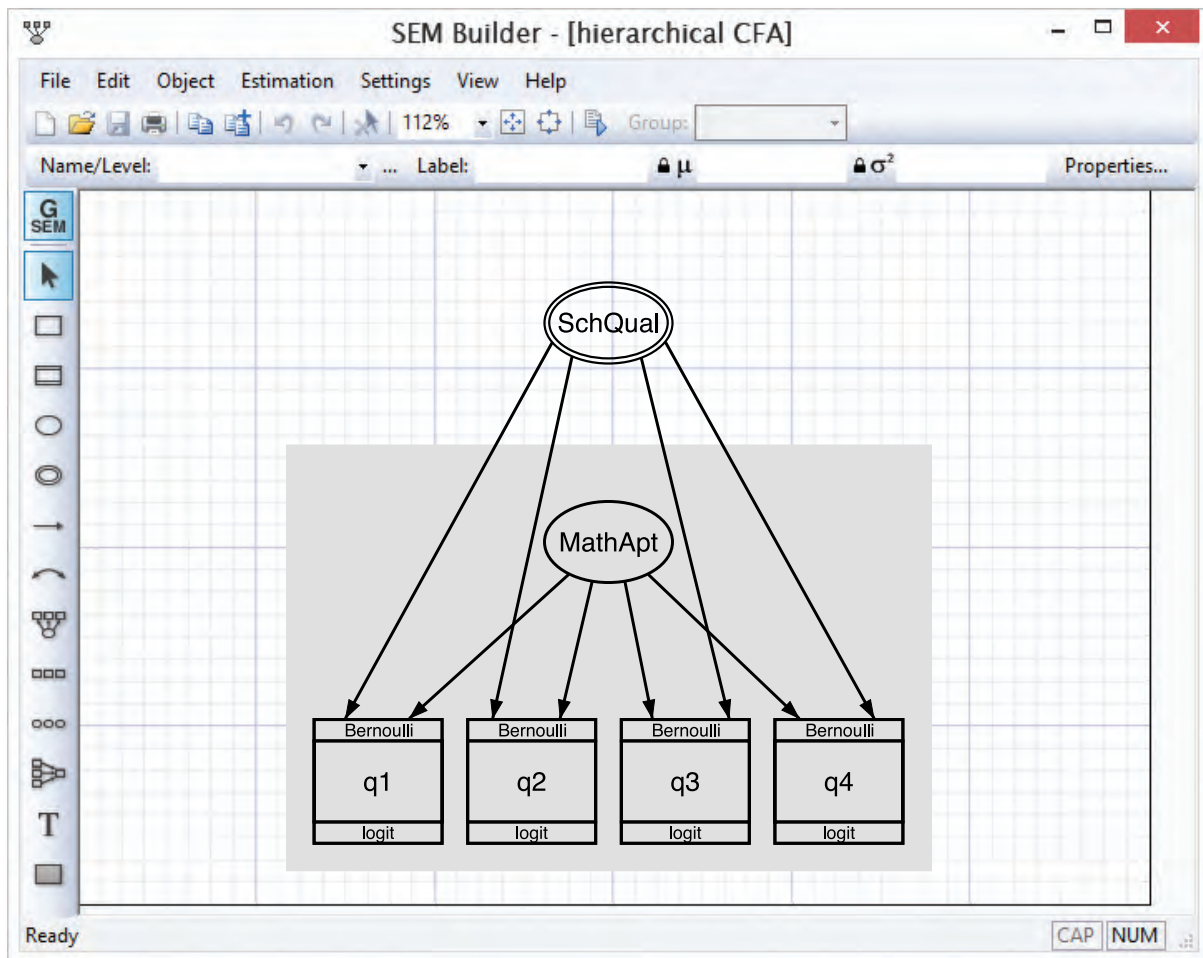 SEM Builder - [hierarchical CFA]
File Edit Object Estimation Settings View Help
112% Group:
Name/Level: ... Label: μ σ² Properties...
G
SEM
SchQual
MathApt
Bernoulli Bernoulli Bernoulli Bernoulli
q1 q2 q3 q4
logit logit logit logit
T
Ready CAP NUM